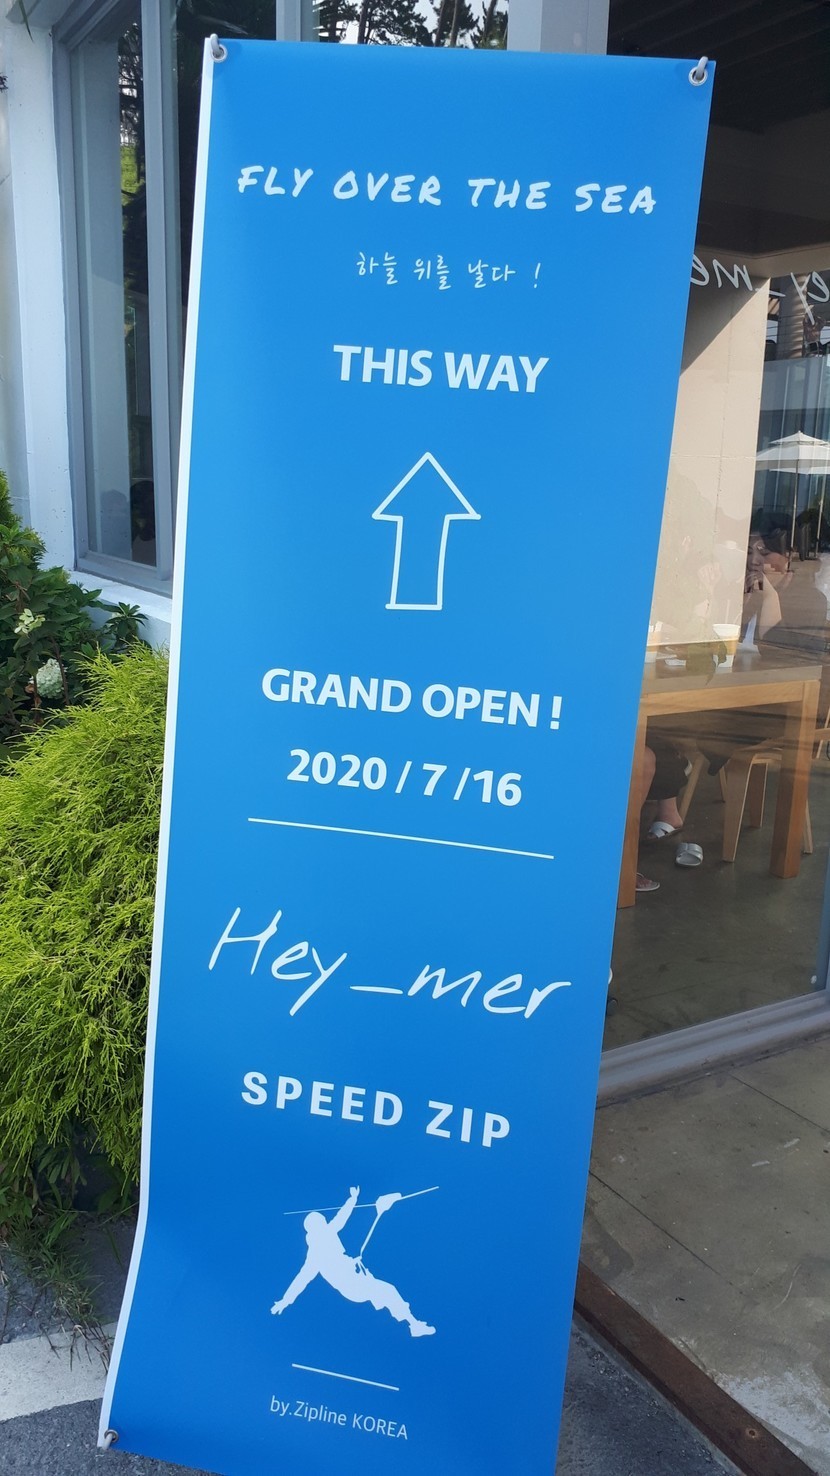 FLY OVER THE SEA
하늘 위를 날다 !
THIS WAY
GRAND OPEN !
2020 / 7 /16
Hey_mer
SPEED ZIP
by.Zipline KOREA